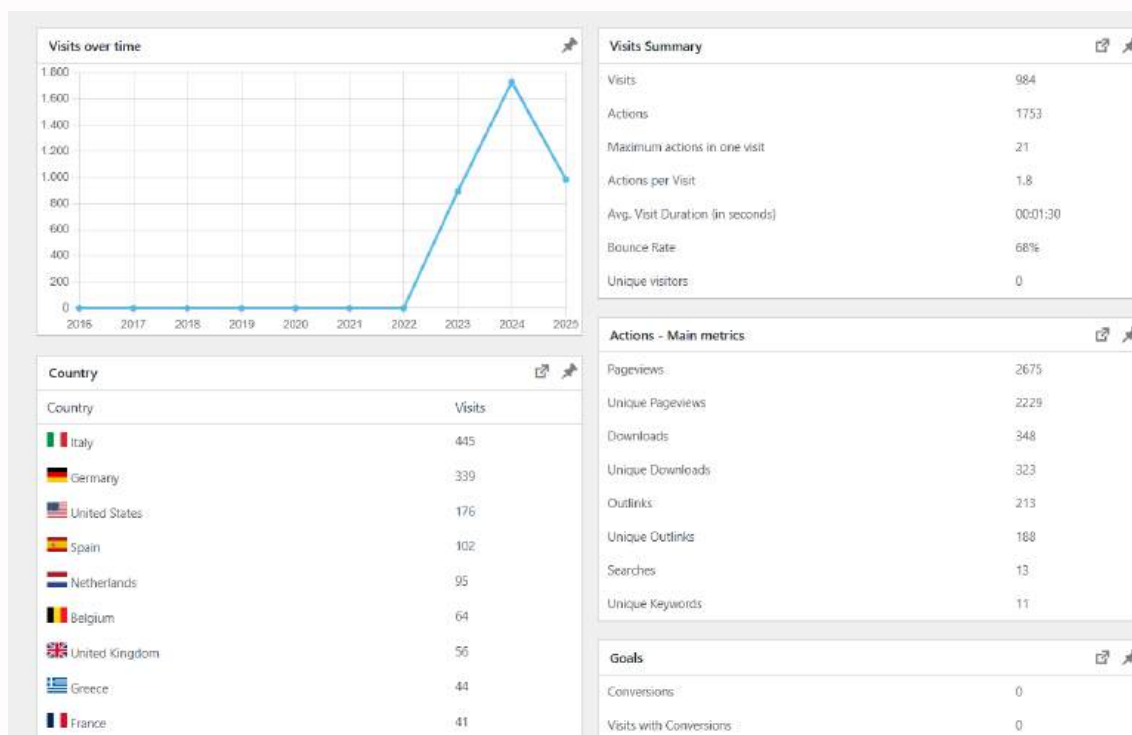 Visits over time
1.800
1.600
1.400
1.200
1.000
800
600
400
200
0
2016 2017 2018 2019 2020 2021 2022 2023 2024 2025
Country
Country Visits
Italy 445
Germany 339
United States 176
Spain 102
Netherlands 95
Belgium 64
United Kingdom 56
Greece 44
France 41
Visits Summary
Visits 984
Actions 1753
Maximum actions in one visit 21
Actions per Visit 1.8
Avg. Visit Duration (in seconds) 00:01:30
Bounce Rate 68%
Unique visitors 0
Actions - Main metrics
Pageviews 2675
Unique Pageviews 2229
Downloads 348
Unique Downloads 323
Outlinks 213
Unique Outlinks 188
Searches 13
Unique Keywords 11
Goals
Conversions 0
Visits with Conversions 0